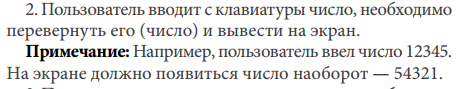 2. Пользователь вводит с клавиатуры число, необходимо
перевернуть его (число) и вывести на экран.
Примечание: Например, пользователь ввел число 12345.
На экране должно появиться число наоборот — 54321.